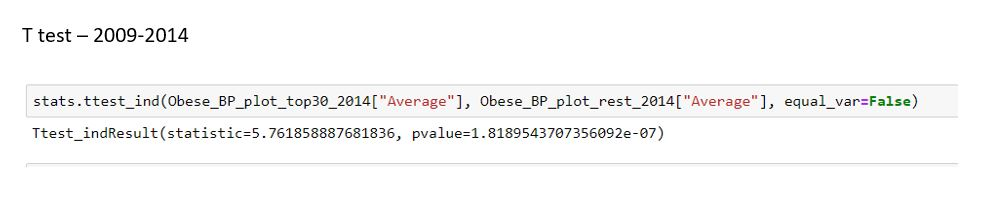 T test – 2009-2014
stats.ttest_ind(Obese_BP_plot_top30_2014["Average"], Obese_BP_plot_rest_2014["Average"], equal_var=False)
Ttest_indResult(statistic=5.761858887681836, pvalue=1.8189543707356092e-07)